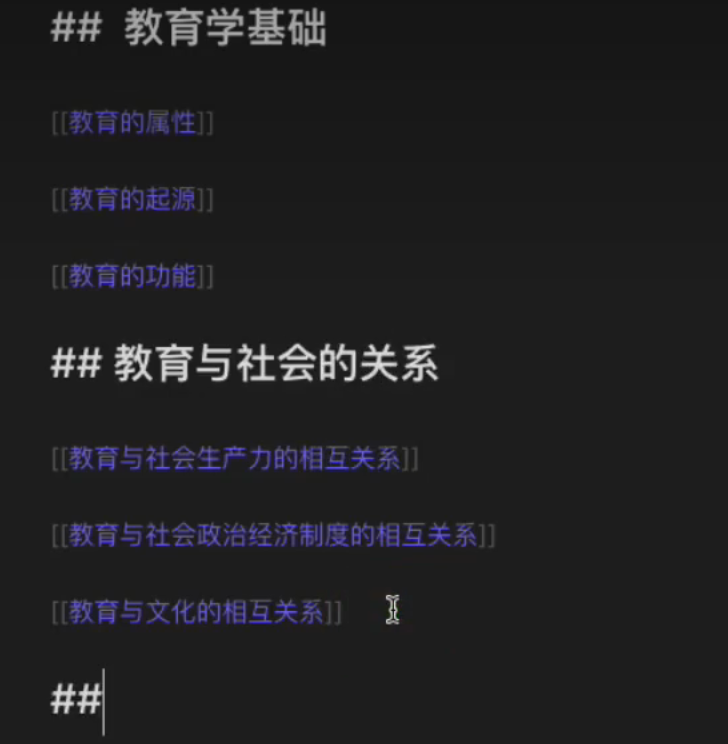 ## 教育学基础
[[教育的属性]]
[[教育的起源]]
[[教育的功能]]
## 教育与社会的关系
[[教育与社会生产力的相互关系]]
[[教育与社会政治经济制度的相互关系]]
[[教育与文化的相互关系]]
##